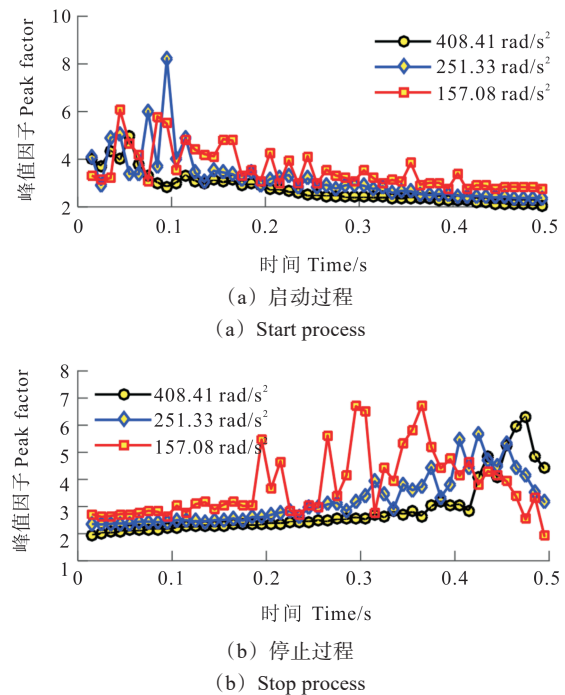 峰值因子 Peak factor
10
8
6
4
2
0
0.1
0.2
0.3
0.4
0.5
408.41 rad/s²
251.33 rad/s²
157.08 rad/s²
时间 Time/s
（a）启动过程
（a）Start process
峰值因子 Peak factor
8
7
6
5
4
3
2
1
0
0.1
0.2
0.3
0.4
0.5
408.41 rad/s²
251.33 rad/s²
157.08 rad/s
时间 Time/s
（b）停止过程
（b）Stop process